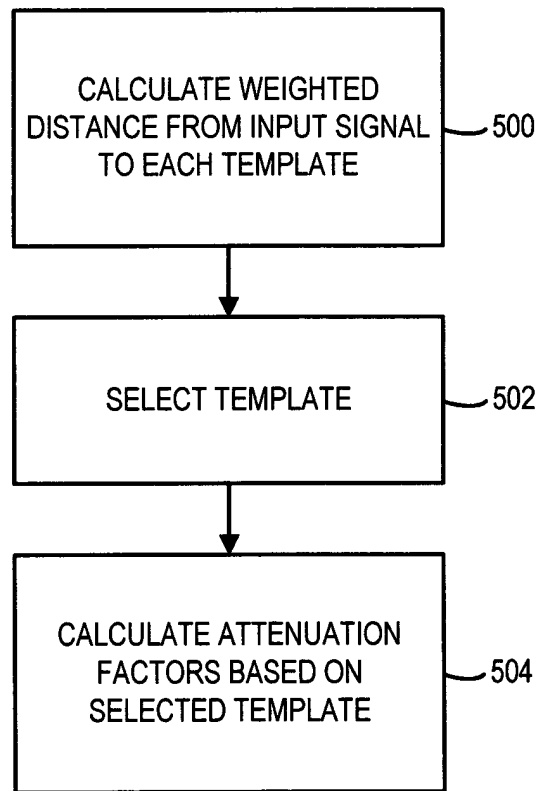 CALCULATE WEIGHTED
DISTANCE FROM INPUT SIGNAL
TO EACH TEMPLATE
500
SELECT TEMPLATE
502
CALCULATE ATTENUATION
FACTORS BASED ON
SELECTED TEMPLATE
504